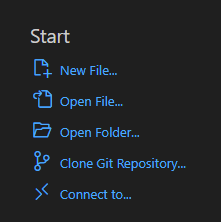 Start
New File...
Open File...
Open Folder...
Clone Git Repository...
Connect to...